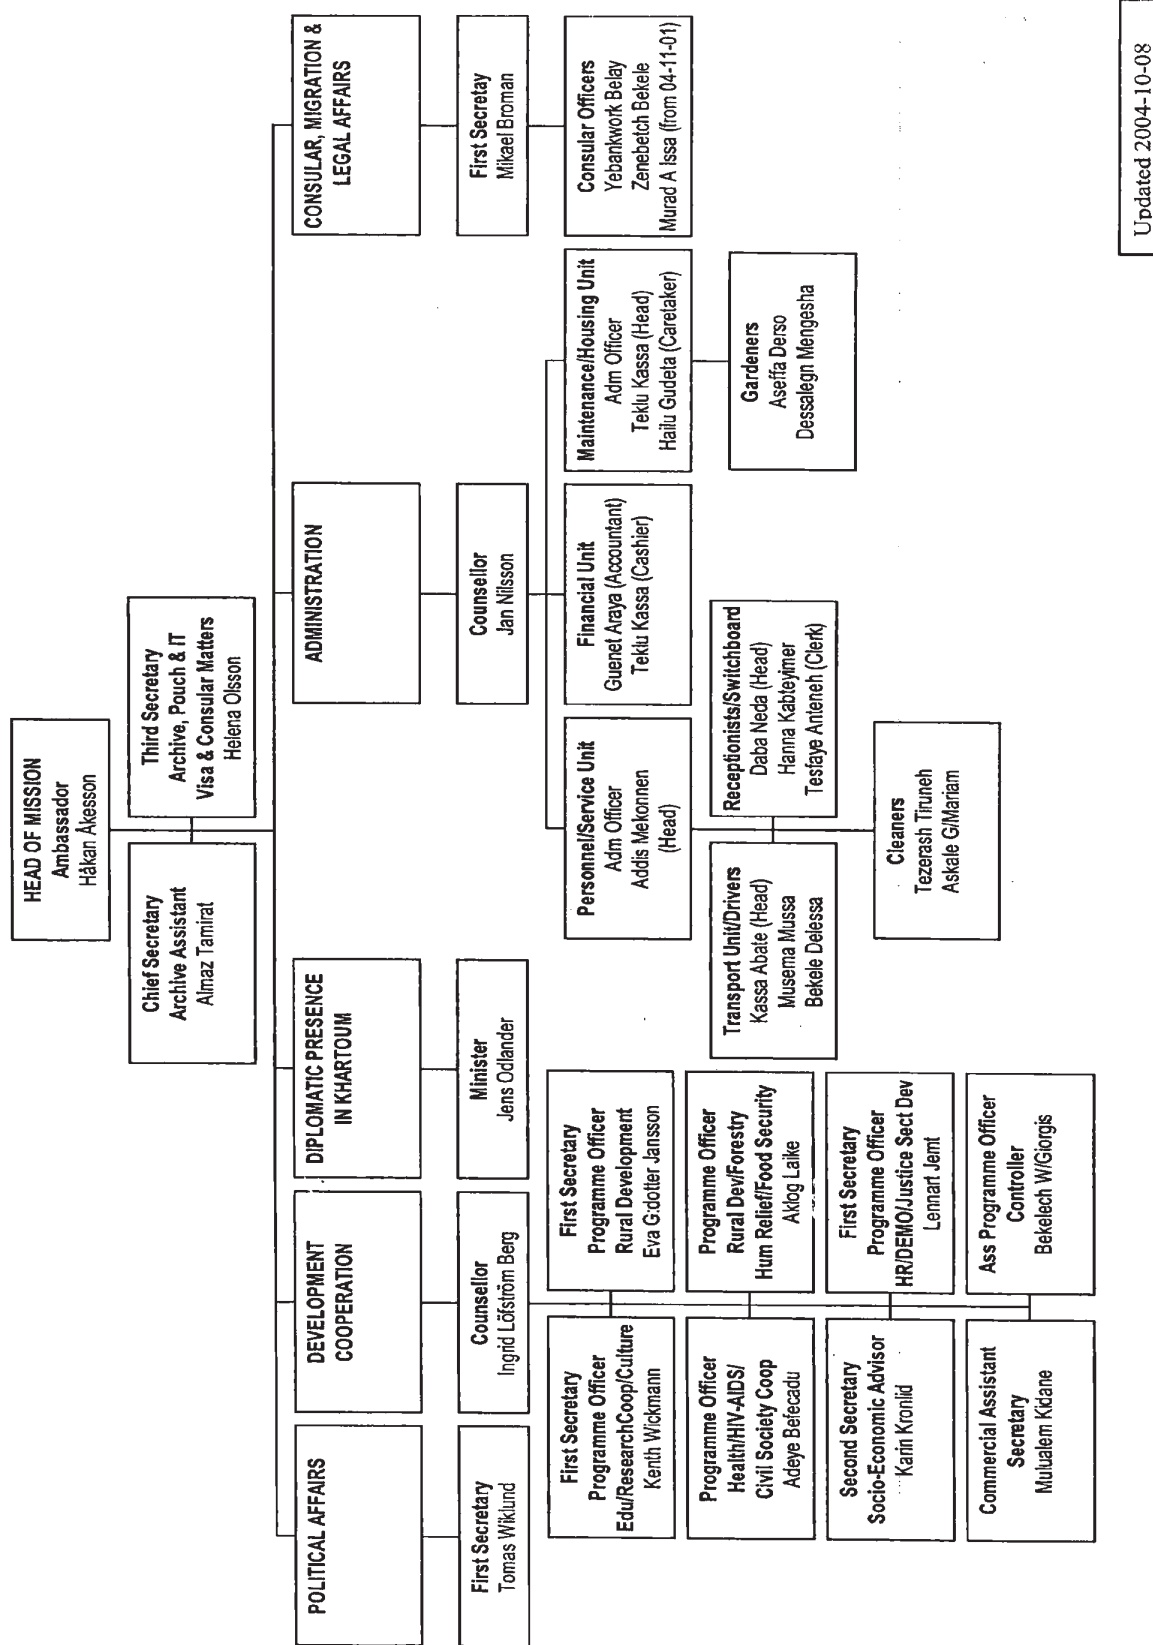 HEAD OF MISSION
Ambassador
Håkan Åkesson
Chief Secretary
Archive Assistant
Almaz Tamirat
Third Secretary
Archive, Pouch & IT
Visa & Consular Matters
Helena Olsson
POLITICAL AFFAIRS
First Secretary
Tomas Wiklund
DEVELOPMENT
COOPERATION
Counsellor
Ingrid Löfström Berg
First Secretary
Programme Officer
Edu/ResearchCoop/Culture
Kenth Wickmann
First Secretary
Programme Officer
Rural Development
Eva G:dotter Jansson
Programme Officer
Health/HIV-AIDS/
Civil Society Coop
Adeye Befecadu
Programme Officer
Rural Dev/Forestry
Hum Relief/Food Security
Aklog Laike
Second Secretary
Socio-Economic Advisor
Karin Kronlid
First Secretary
Programme Officer
HR/DEMO/Justice Sect Dev
Lennart Jemt
Commercial Assistant
Secretary
Mulualem Kidane
Ass Programme Officer
Controller
Bekelech W/Giorgis
DIPLOMATIC PRESENCE
IN KHARTOUM
Minister
Jens Odlander
ADMINISTRATION
Counsellor
Jan Nilsson
Personnel/Service Unit
Adm Officer
Addis Mekonnen
(Head)
Transport Unit/Drivers
Kassa Abate (Head)
Musema Mussa
Bekele Delessa
Receptionists/Switchboard
Daba Neda (Head)
Hanna Kabteyimer
Tesfaye Anteneh (Clerk)
Cleaners
Tezerash Tiruneh
Askale G/Mariam
Financial Unit
Guenet Araya (Accountant)
Teklu Kassa (Cashier)
Maintenance/Housing Unit
Adm Officer
Teklu Kassa (Head)
Hailu Gudeta (Caretaker)
Gardeners
Aseffa Derso
Dessalegn Mengesha
CONSULAR, MIGRATION &
LEGAL AFFAIRS
First Secretay
Mikael Broman
Consular Officers
Yebankwork Belay
Zenebetch Bekele
Murad A Issa (from 04-11-01)
Updated 2004-10-08